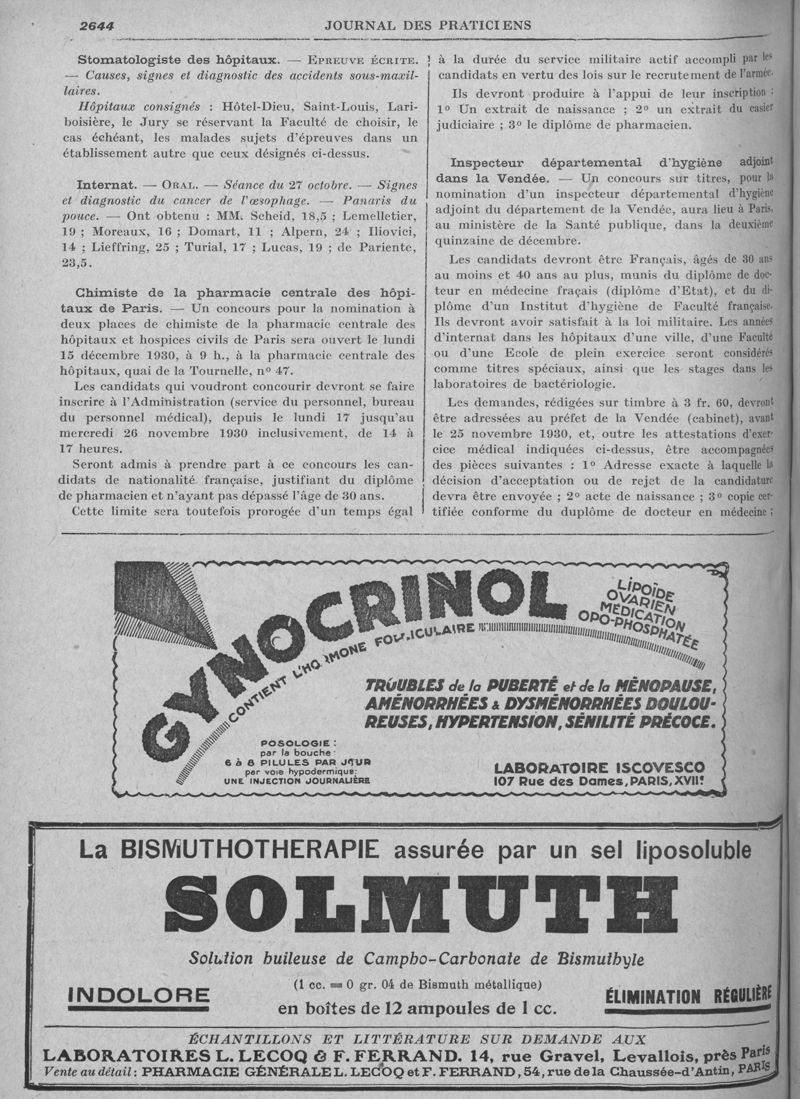 2644
JOURNAL DES PRATICIENS
Stomatologiste des hôpitaux. — EPREUVE ÉCRITE.
— Causes, signes et diagnostic des accidents sous-maxil-
laires.
Hôpitaux consignés : Hôtel-Dieu, Saint-Louis, Lari-
boisière, le Jury se réservant la Faculté de choisir, le
cas échéant, les malades sujets d'épreuves dans un
établissement autre que ceux désignés ci-dessus.
Internat. — ORAL. — Séance du 27 octobre. — Signes
et diagnostic du cancer de l'œsophage. — Panaris du
pouce. — Ont obtenu : MM. Scheid, 18,5 ; Lemelletier,
19 ; Moreaux, 16 ; Domart, 11 ; Alpern, 24 ; Iliovici,
14 ; Lieffring, 25 ; Turial, 17 ; Lucas, 19 ; de Pariente,
23,5.
Chimiste de la pharmacie centrale des hôpi-
taux de Paris. — Un concours pour la nomination à
deux places de chimiste de la pharmacie centrale des
hôpitaux et hospices civils de Paris sera ouvert le lundi
15 décembre 1930, à 9 h., à la pharmacie centrale des
hôpitaux, quai de la Tournelle, n° 47.
Les candidats qui voudront concourir devront se faire
inscrire à l'Administration (service du personnel, bureau
du personnel médical), depuis le lundi 17 jusqu'au
mercredi 26 novembre 1930 inclusivement, de 14 à
17 heures.
Seront admis à prendre part à ce concours les can-
didats de nationalité française, justifiant du diplôme
de pharmacien et n'ayant pas dépassé l'âge de 30 ans.
Cette limite sera toutefois prorogée d'un temps égal
à la durée du service militaire actif accompli par les
candidats en vertu des lois sur le recrutement de l'armée.
Ils devront produire à l'appui de leur inscription :
1° Un extrait de naissance ; 2° un extrait du casier
judiciaire ; 3° le diplôme de pharmacien.
Inspecteur départemental d'hygiène adjoint
dans la Vendée. — Un concours sur titres, pour la
nomination d'un inspecteur départemental d'hygiène
adjoint du département de la Vendée, aura lieu à Paris,
au ministère de la Santé publique, dans la deuxième
quinzaine de décembre.
Les candidats devront être Français, âgés de 30 ans
au moins et 40 ans au plus, munis du diplôme de doc-
teur en médecine fraçais (diplôme d'Etat), et du di-
plôme d'un Institut d'hygiène de Faculté française.
Ils devront avoir satisfait à la loi militaire. Les années
d'internat dans les hôpitaux d'une ville, d'une Faculté
ou d'une Ecole de plein exercice seront considérés
comme titres spéciaux, ainsi que les stages dans les
laboratoires de bactériologie.
Les demandes, rédigées sur timbre à 3 fr. 60, devront
être adressées au préfet de la Vendée (cabinet), avant
le 25 novembre 1930, et, outre les attestations d'exer-
cice médical indiquées ci-dessus, être accompagnées
des pièces suivantes : 1° Adresse exacte à laquelle la
décision d'acceptation ou de rejet de la candidature
devra être envoyée ; 2° acte de naissance ; 3° copie cer-
tifiée conforme du duplôme de docteur en médecine ;
GYNOCRINOL
LIPOÏDE
OVARIEN
MÉDICATION
OPO-PHOSPHATÉE
CONTIENT L'HORMONE FOLLICULAIRE
TROUBLES de la PUBERTÉ et de la MÉNOPAUSE,
AMÉNORRHÉES & DYSMÉNORRHÉES DOULOU-
REUSES, HYPERTENSION, SÉNILITÉ PRÉCOCE.
POSOLOGIE :
par la bouche :
6 à 8 PILULES PAR JOUR
par voie hypodermique:
UNE INJECTION JOURNALIÈRE
LABORATOIRE ISCOVESCO
107 Rue des Dames, PARIS, XVIIe
La BISMUTHOTHERAPIE assurée par un sel liposoluble
SOLMUTH
Solution huileuse de Campho-Carbonate de Bismuthyle
(1 cc. = 0 gr. 04 de Bismuth métallique)
INDOLORE
en boîtes de 12 ampoules de 1 cc.
ÉLIMINATION RÉGULIÈRE
ÉCHANTILLONS ET LITTÉRATURE SUR DEMANDE AUX
LABORATOIRES L. LECOQ & F. FERRAND. 14, rue Gravel, Levallois, près Paris
Vente au détail : PHARMACIE GÉNÉRALE L. LECOQ et F. FERRAND, 54, rue de la Chaussée-d'Antin, PARIS